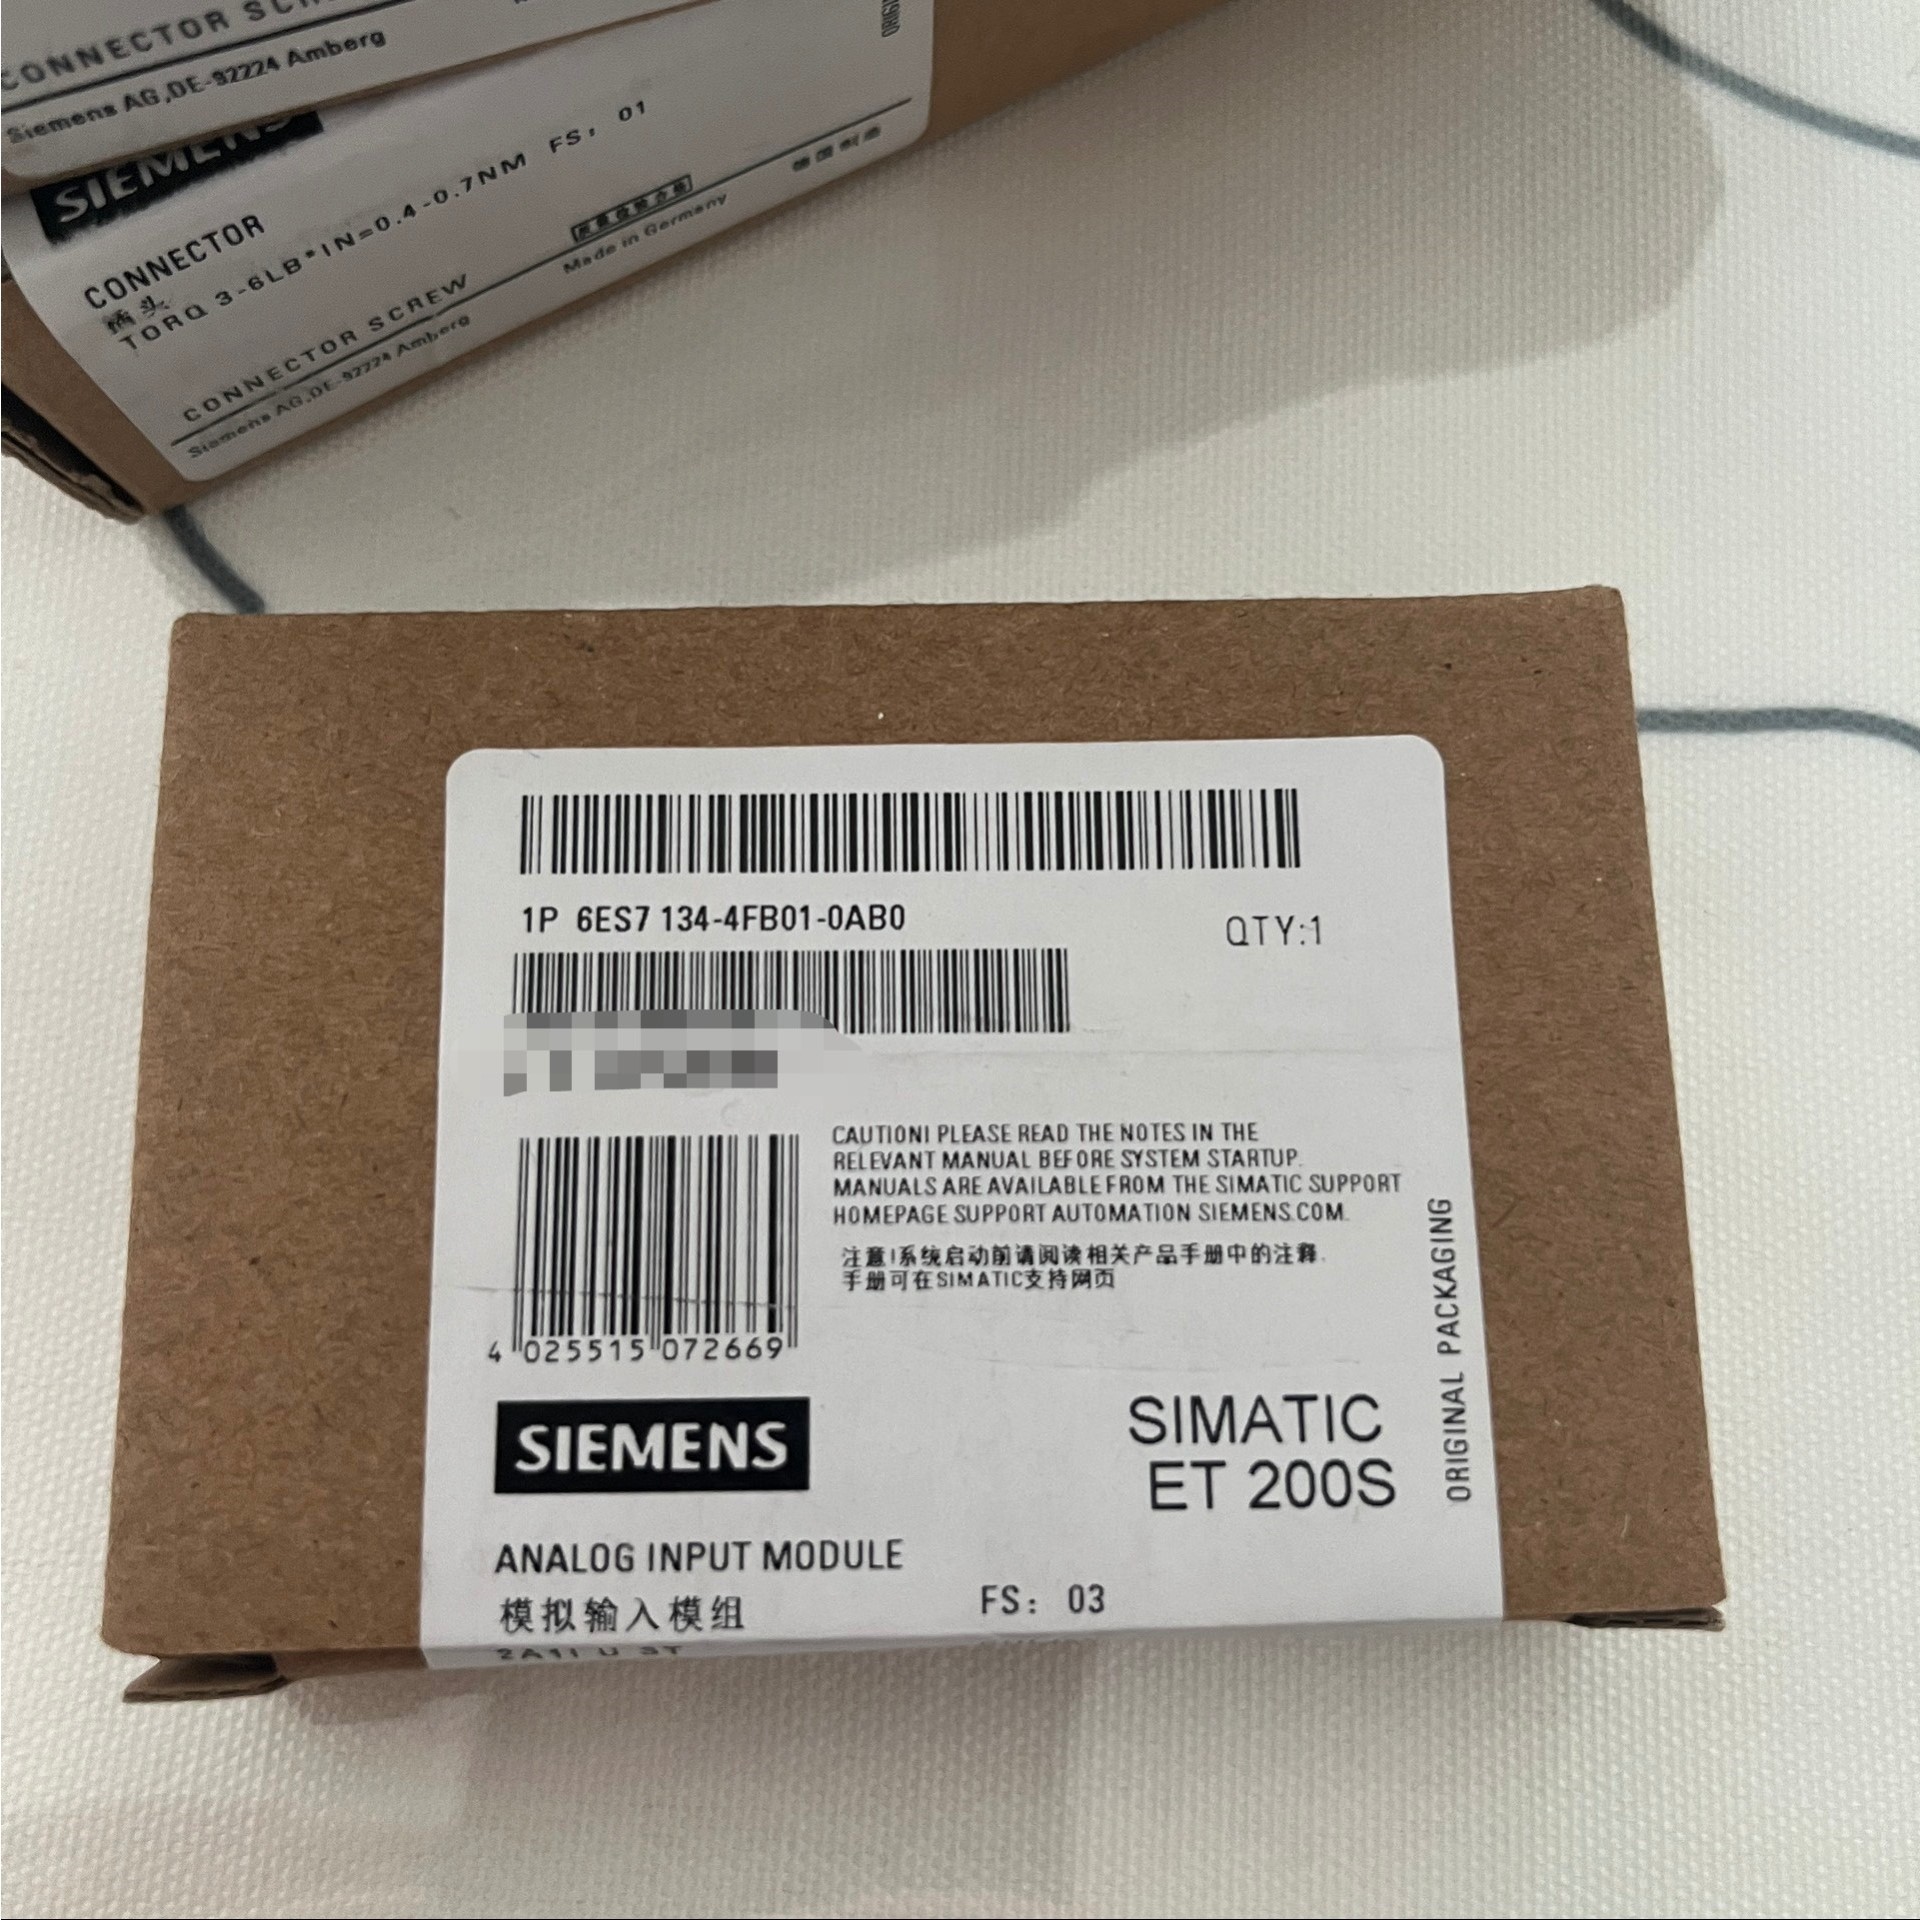 CONNECTOR
Siemens AG,DE-92224 Amberg
SIEMENS
CONNECTOR
插头
TORQ 3-6LB*IN=0.4-0.7NM FS: 01
CONNECTOR SCREW
Made in Germany
Siemens AG,DE-92224 Amberg
1P 6ES7 134-4FB01-0AB0
QTY:1
CAUTION! PLEASE READ THE NOTES IN THE
RELEVANT MANUAL BEFORE SYSTEM STARTUP.
MANUALS ARE AVAILABLE FROM THE SIMATIC SUPPORT
HOMEPAGE SUPPORT AUTOMATION SIEMENS.COM.
注意!系统启动前请阅读相关产品手册中的注释.
手册可在SIMATIC支持网页
4 025515 072669
ORIGINAL PACKAGING
SIEMENS
SIMATIC
ET 200S
ANALOG INPUT MODULE
模拟输入模组
FS: 03